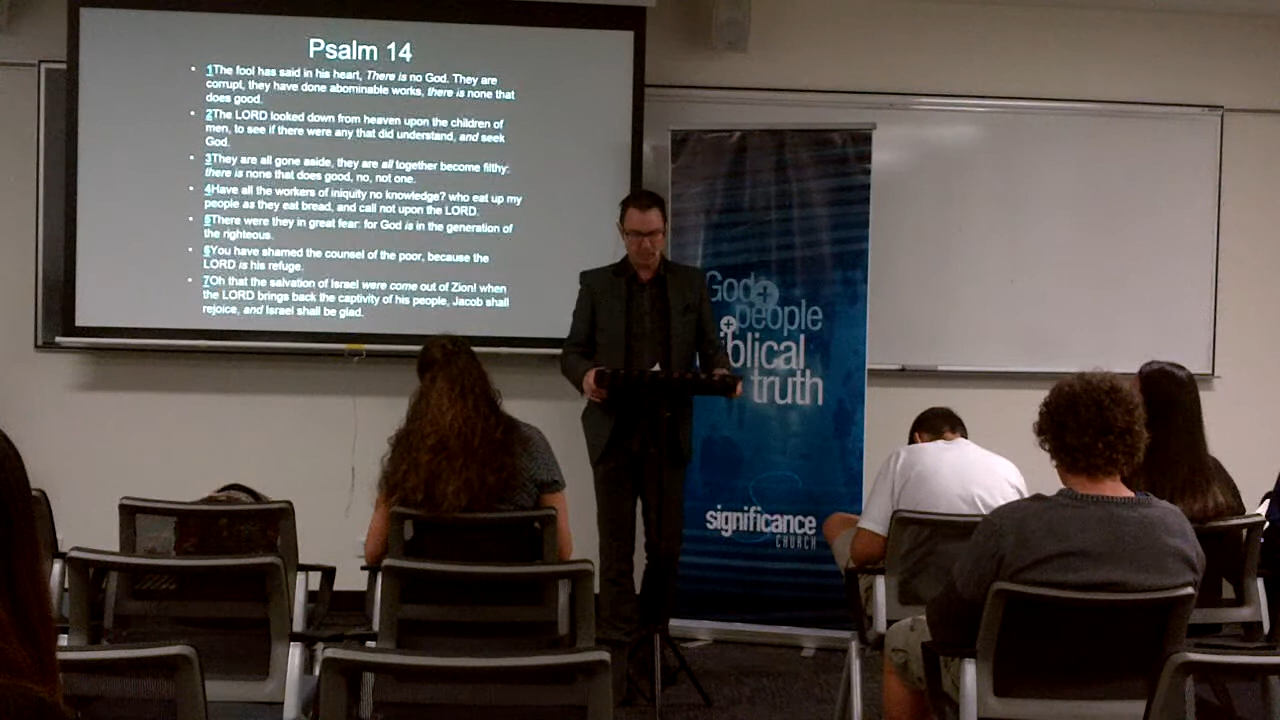 Psalm 14
• 1The fool has said in his heart, There is no God. They are
corrupt, they have done abominable works, there is none that
does good.
• 2The LORD looked down from heaven upon the children of
men, to see if there were any that did understand, and seek
God.
• 3They are all gone aside, they are all together become filthy:
there is none that does good, no, not one.
• 4Have all the workers of iniquity no knowledge? who eat up my
people as they eat bread, and call not upon the LORD.
• 5There were they in great fear: for God is in the generation of
the righteous.
• 6You have shamed the counsel of the poor, because the
LORD is his refuge.
• 7Oh that the salvation of Israel were come out of Zion! when
the LORD brings back the captivity of his people, Jacob shall
rejoice, and Israel shall be glad.
God+
people
+
iblical
truth
significance
CHURCH